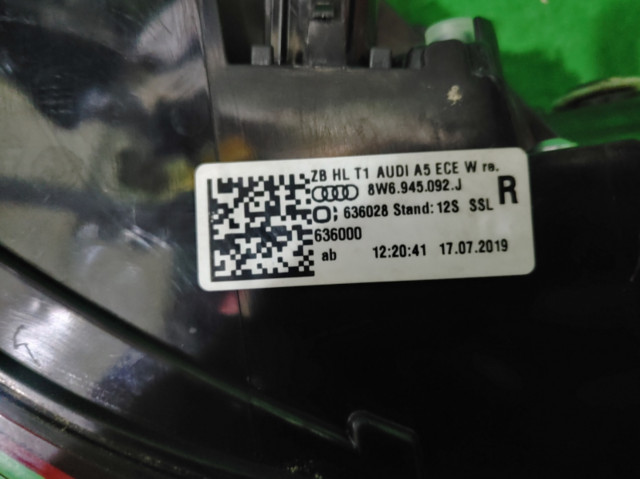 ZB HL T1 AUDI A5 ECE W re.
8W6.945.092.J R
636028 Stand: 12S SSL
636000
ab 12:20:41 17.07.2019